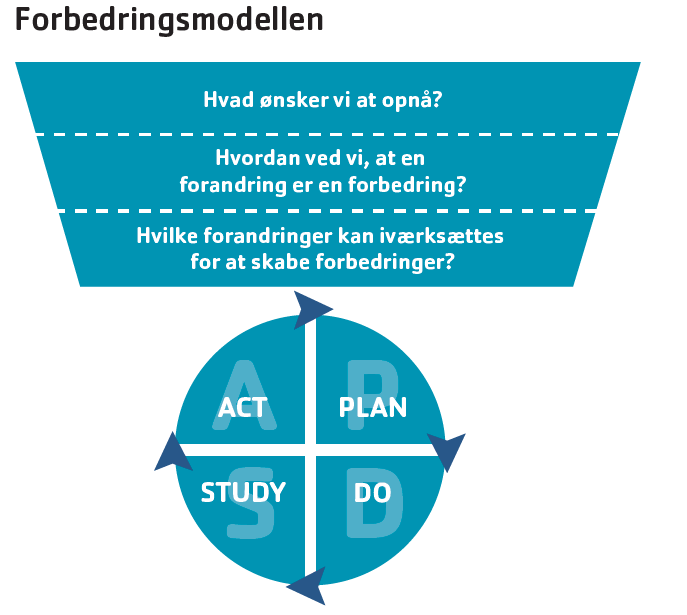 Forbedringsmodellen
Hvad ønsker vi at opnå?
Hvordan ved vi, at en
forandring er en forbedring?
Hvilke forandringer kan iværksættes
for at skabe forbedringer?
A P
ACT PLAN
STUDY DO
S D